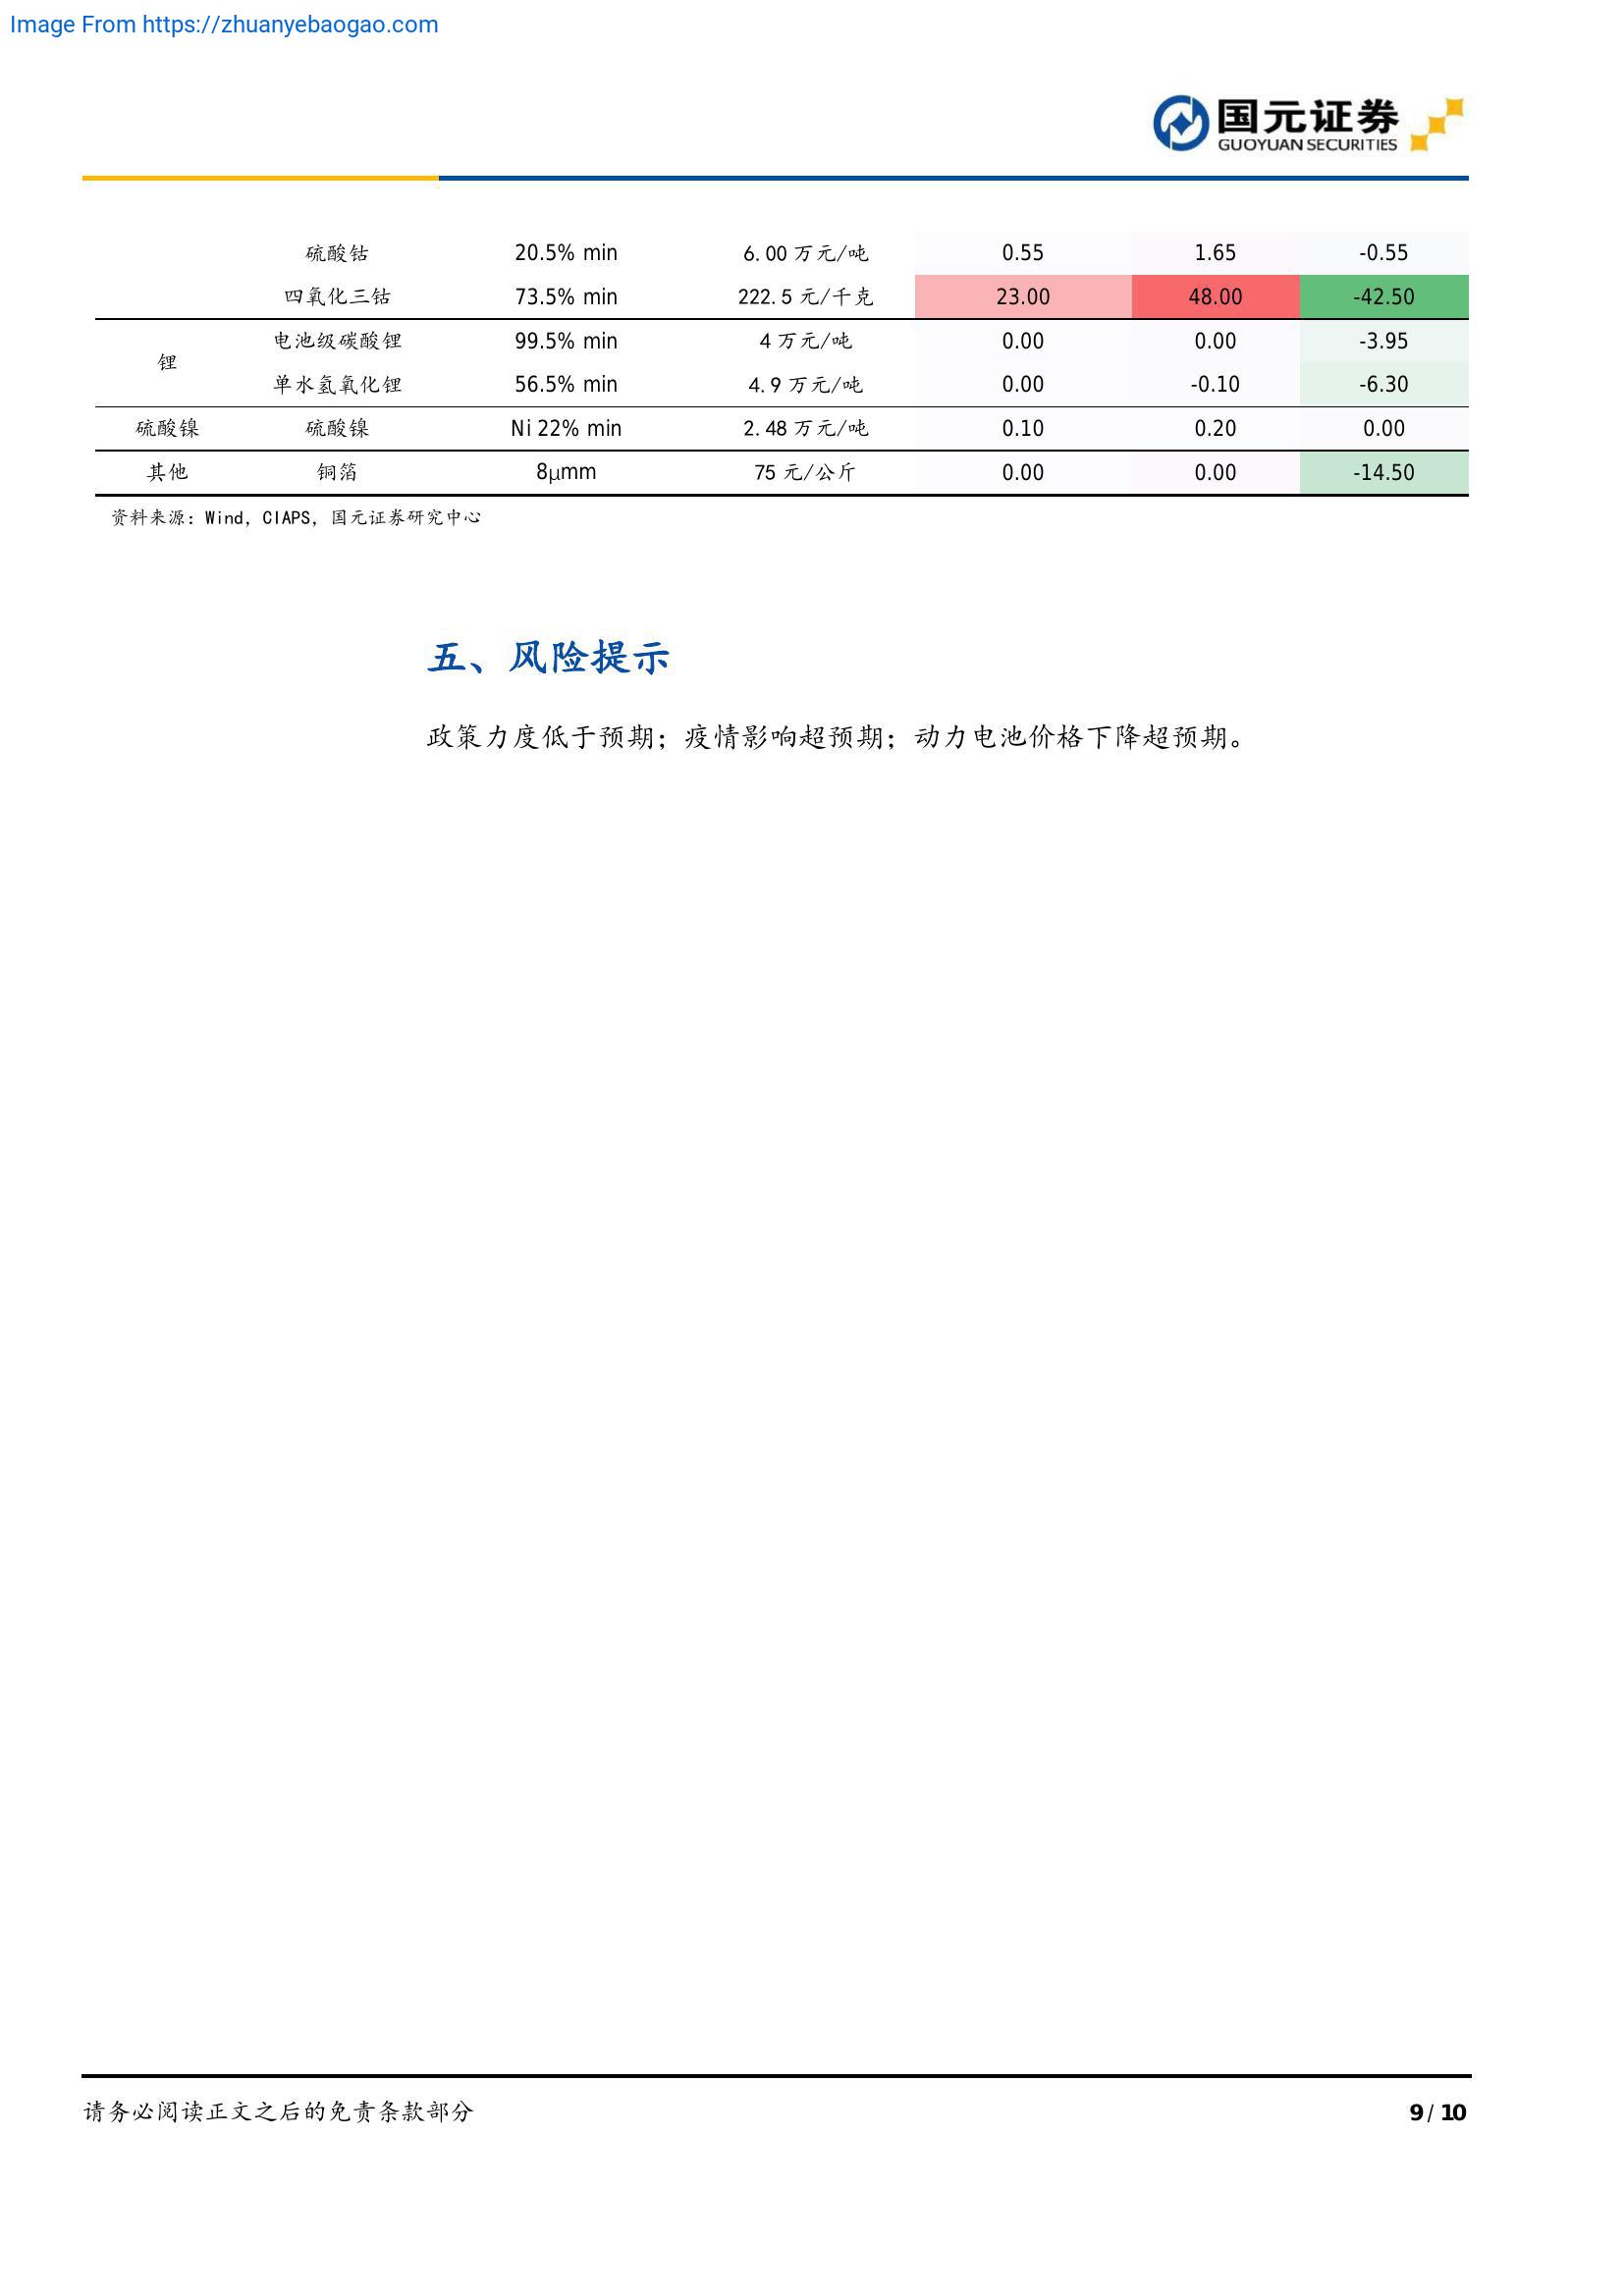 Image From https://zhuanyebaogao.com
国元证券
GUOYUAN SECURITIES
硫酸钴 20.5% min 6.00 万元/吨 0.55 1.65 -0.55
四氧化三钴 73.5% min 222.5 元/千克 23.00 48.00 -42.50
锂
电池级碳酸锂 99.5% min 4 万元/吨 0.00 0.00 -3.95
单水氢氧化锂 56.5% min 4.9 万元/吨 0.00 -0.10 -6.30
硫酸镍 硫酸镍 Ni 22% min 2.48 万元/吨 0.10 0.20 0.00
其他 铜箔 8μmm 75 元/公斤 0.00 0.00 -14.50
资料来源：Wind，CIAPS，国元证券研究中心
五、风险提示
政策力度低于预期；疫情影响超预期；动力电池价格下降超预期。
请务必阅读正文之后的免责条款部分 9 / 10